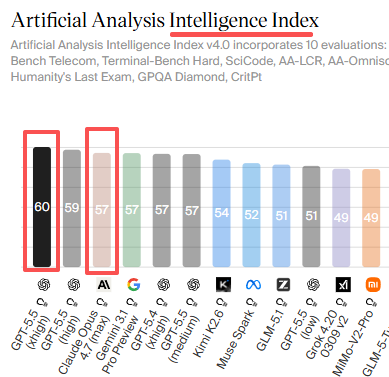 Artificial Analysis Intelligence Index
Artificial Analysis Intelligence Index v4.0 incorporates 10 evaluations:
Bench Telecom, Terminal-Bench Hard, SciCode, AA-LCR, AA-Omnisc
Humanity's Last Exam, GPQA Diamond, CritPt
60
59
57
57
57
57
54
52
51
51
49
49
GPT-5.5
(xhigh)
GPT-5.5
(high)
Claude Opus
4.7 (max)
Gemini 3.1
Pro Preview
GPT-5.4
(xhigh)
GPT-5.5
(medium)
Kimi K2.6
Muse Spark
GLM-5.1
GPT-5.5
(low)
Grok 4.20
0309 v2
MiMo-V2-Pro
GLM-5-T